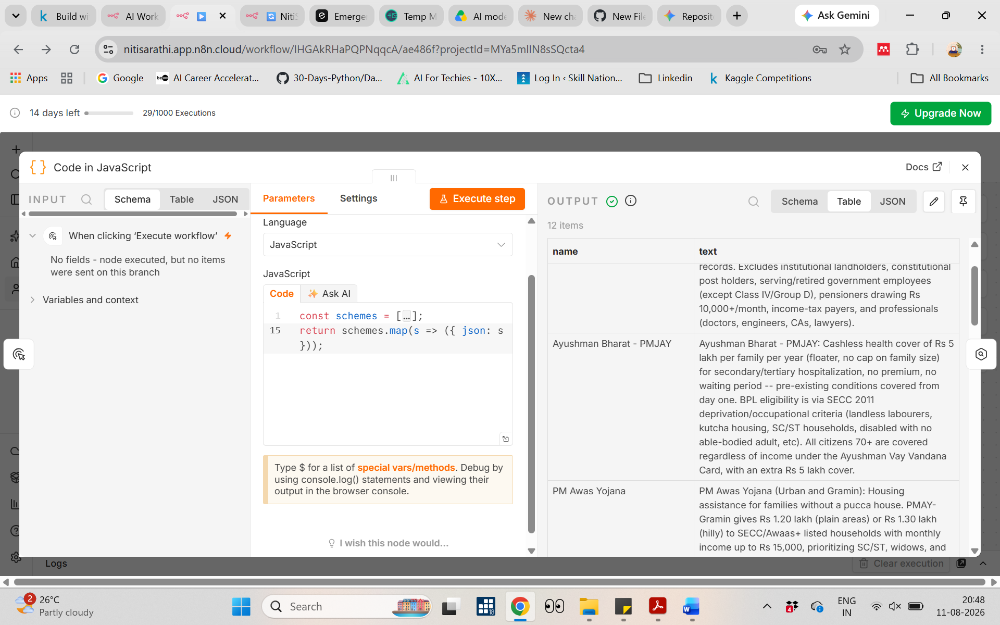 Build wi
AI Work
NitiS
Emerge
Temp M
AI mode
New cha
New File
Reposit
Ask Gemini
nitisarathi.app.n8n.cloud/workflow/IHGAkRHaPQPNqqcA/ae486f?projectId=MYa5mlIN8sSQcta4
Apps
Google
be10x
AI Career Accelerat...
30-Days-Python/Da...
AI For Techies - 10X...
Log In ‹ Skill Nation...
Linkedin
Kaggle Competitions
All Bookmarks
14 days left
29/1000 Executions
Upgrade Now
Code in JavaScript
Docs
INPUT
Schema
Table
JSON
Parameters
Settings
Execute step
OUTPUT
Schema
Table
JSON
When clicking ‘Execute workflow’
No fields - node executed, but no items
were sent on this branch
Variables and context
Language
JavaScript
JavaScript
Code
Ask AI
1 const schemes = […];
15 return schemes.map(s => ({ json: s
}));
Type $ for a list of special vars/methods. Debug by
using console.log() statements and viewing their
output in the browser console.
I wish this node would...
12 items
name
text
records. Excludes institutional landholders, constitutional
post holders, serving/retired government employees
(except Class IV/Group D), pensioners drawing Rs
10,000+/month, income-tax payers, and professionals
(doctors, engineers, CAs, lawyers).
Ayushman Bharat - PMJAY
Ayushman Bharat - PMJAY: Cashless health cover of Rs 5
lakh per family per year (floater, no cap on family size)
for secondary/tertiary hospitalization, no premium, no
waiting period -- pre-existing conditions covered from
day one. BPL eligibility is via SECC 2011
deprivation/occupational criteria (landless labourers,
kutcha housing, SC/ST households, disabled with no
able-bodied adult, etc). All citizens 70+ are covered
regardless of income under the Ayushman Vay Vandana
Card, with an extra Rs 5 lakh cover.
PM Awas Yojana
PM Awas Yojana (Urban and Gramin): Housing
assistance for families without a pucca house. PMAY-
Gramin gives Rs 1.20 lakh (plain areas) or Rs 1.30 lakh
(hilly) to SECC/Awaas+ listed households with monthly
income up to Rs 15,000, prioritizing SC/ST, widows, and
Logs
Clear execution
2
26°C
Partly cloudy
Search
18
4
ENG
IN
20:48
11-08-2026